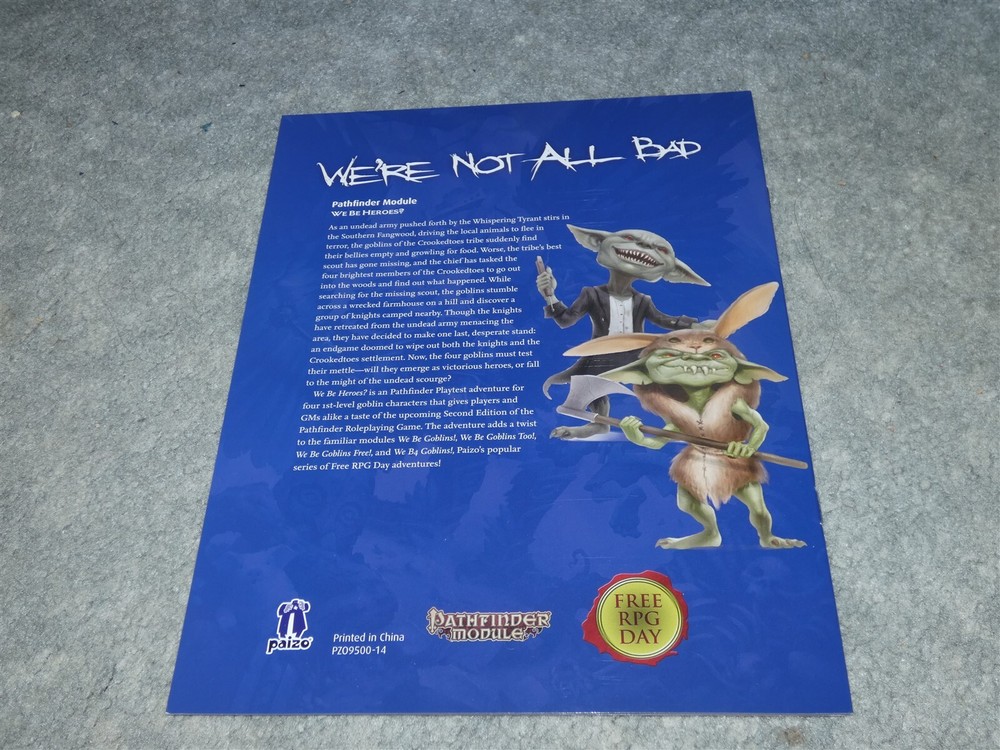 WE'RE NOT ALL BAD
Pathfinder Module
WE BE HEROES?
As an undead army pushed forth by the Whispering Tyrant stirs in
the Southern Fangwood, driving the local animals to flee in
terror, the goblins of the Crookedtoes tribe suddenly find
their bellies empty and growling for food. Worse, the tribe's best
scout has gone missing, and the chief has tasked the
four brightest members of the Crookedtoes to go out
into the woods and find out what happened. While
searching for the missing scout, the goblins stumble
across a wrecked farmhouse on a hill and discover a
group of knights camped nearby. Though the knights
have retreated from the undead army menacing the
area, they have decided to make one last, desperate stand:
an endgame doomed to wipe out both the knights and the
Crookedtoes settlement. Now, the four goblins must test
their mettle—will they emerge as victorious heroes, or fall
to the might of the undead scourge?
We Be Heroes? is an Pathfinder Playtest adventure for
four 1st-level goblin characters that gives players and
GMs alike a taste of the upcoming Second Edition of the
Pathfinder Roleplaying Game. The adventure adds a twist
to the familiar modules We Be Goblins!, We Be Goblins Too!,
We Be Goblins Free!, and We B4 Goblins!, Paizo's popular
series of Free RPG Day adventures!
paizo®
Printed in China
PZO9500-14
PATHFINDER
MODULE
FREE
RPG
DAY